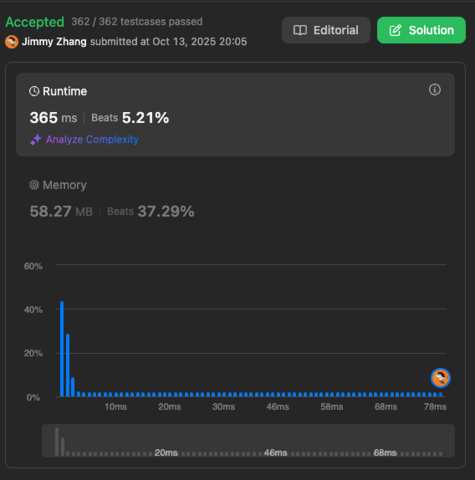 Accepted 362 / 362 testcases passed
Editorial
Solution
Jimmy Zhang submitted at Oct 13, 2025 20:05
Runtime
365 ms | Beats 5.21%
Analyze Complexity
Memory
58.27 MB | Beats 37.29%
60%
40%
20%
0%
10ms 20ms 30ms 46ms 58ms 68ms 78ms
20ms 46ms 68ms